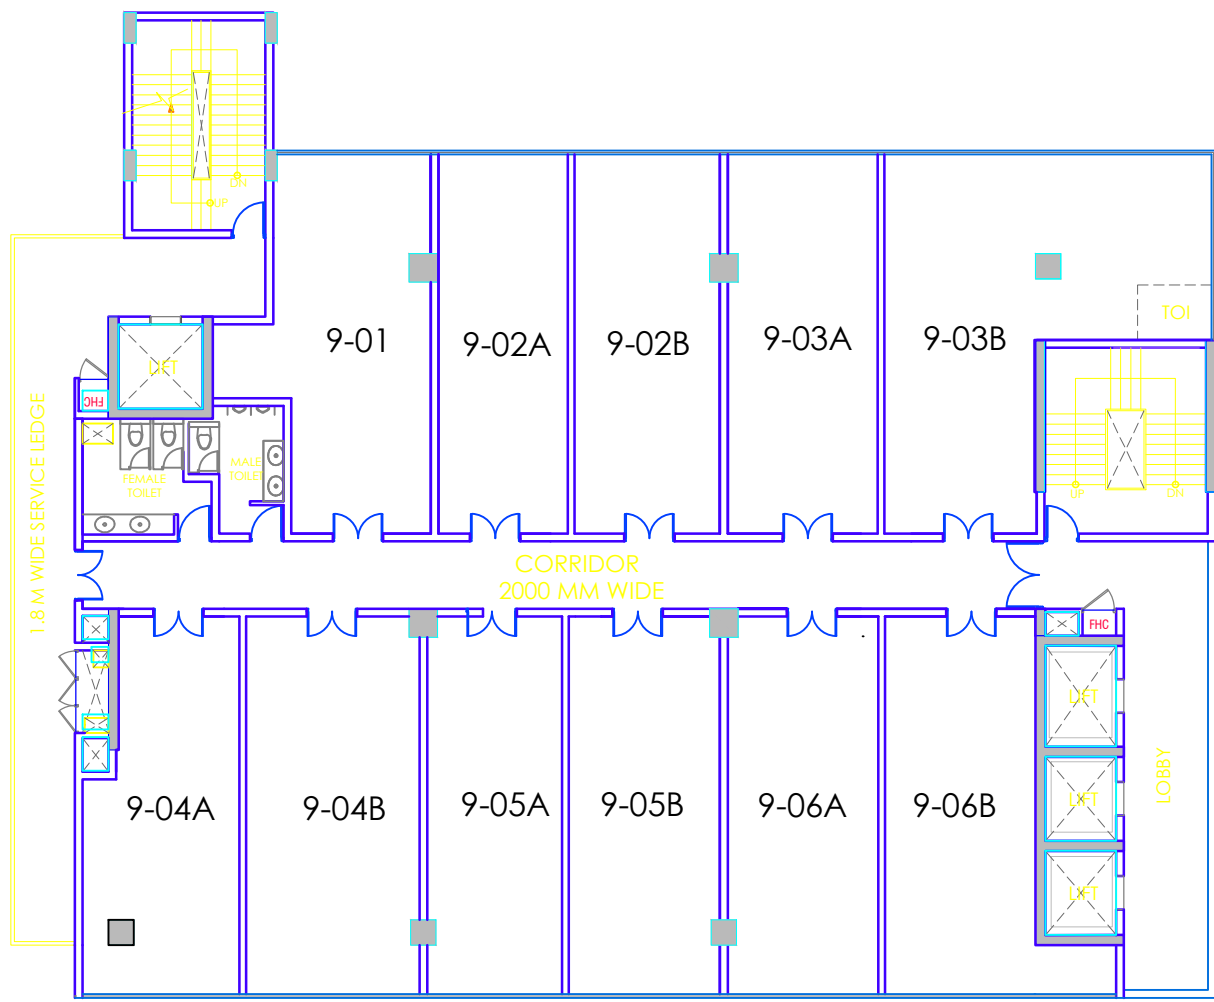 DN
UP
TOI
9-01
9-02A
9-02B
9-03A
9-03B
LIFT
FHC
1.8 M WIDE SERVICE LEDGE
MALE
TOILET
FEMALE
TOILET
UP
DN
CORRIDOR
2000 MM WIDE
FHC
LIFT
LIFT
LIFT
LOBBY
9-04A
9-04B
9-05A
9-05B
9-06A
9-06B